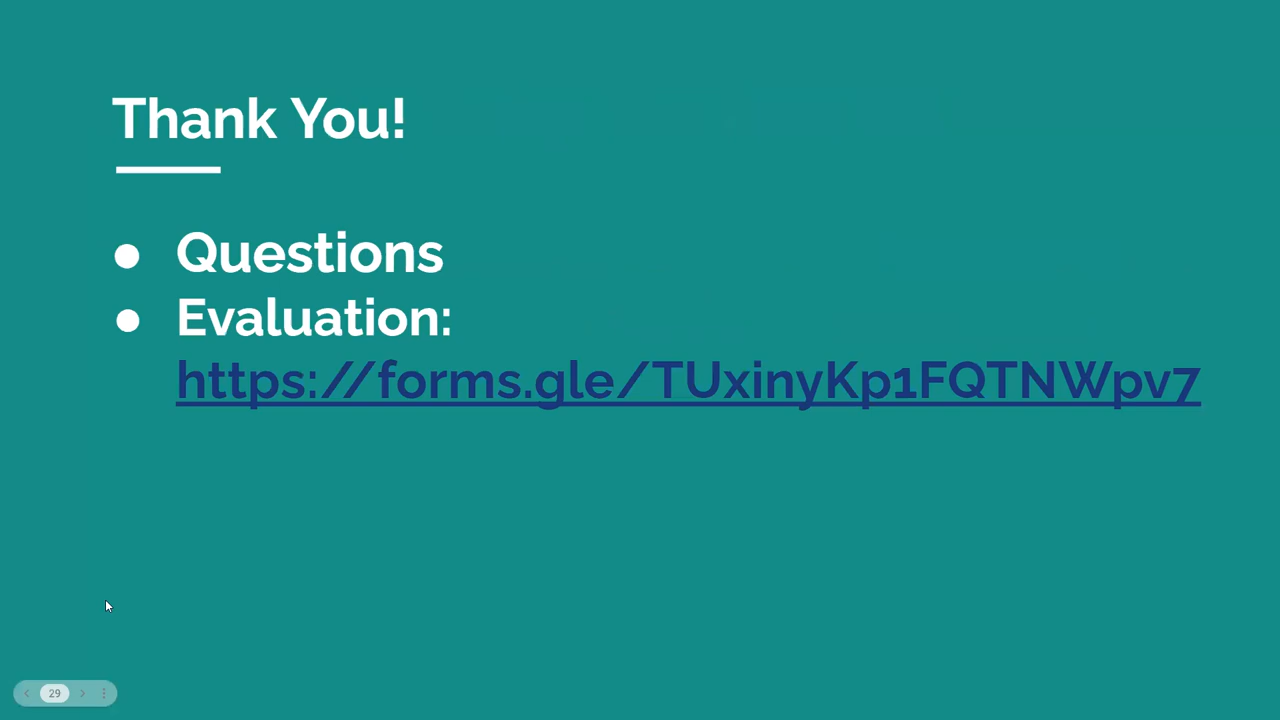 Thank You!
● Questions
● Evaluation:
https://forms.gle/TUxinyKp1FQTNWpv7
29